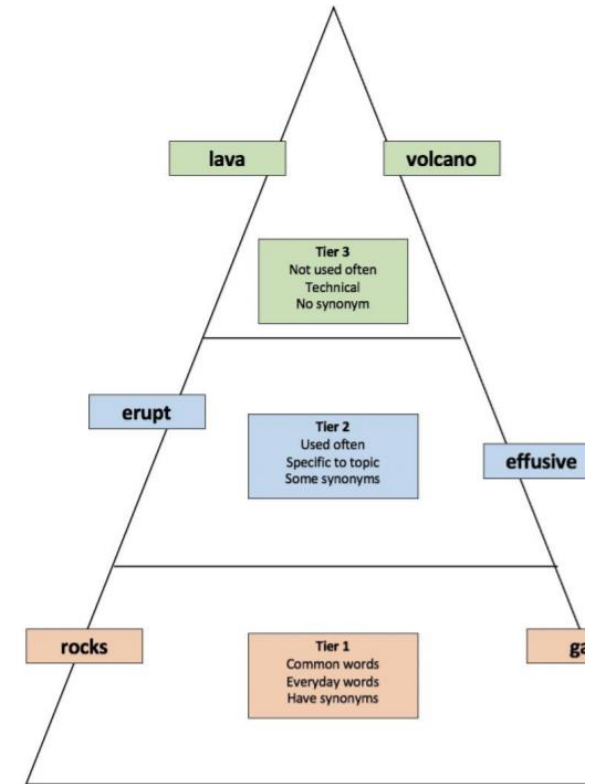 lava
volcano
Tier 3
Not used often
Technical
No synonym
erupt
Tier 2
Used often
Specific to topic
Some synonyms
effusive
rocks
Tier 1
Common words
Everyday words
Have synonyms